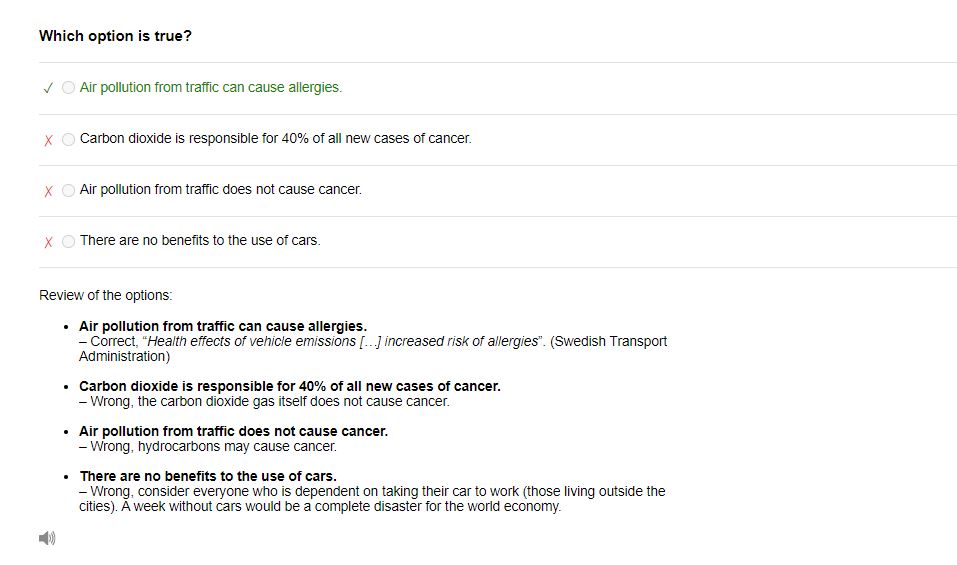 Which option is true?
✓ Air pollution from traffic can cause allergies.
X Carbon dioxide is responsible for 40% of all new cases of cancer.
X Air pollution from traffic does not cause cancer.
X There are no benefits to the use of cars.
Review of the options:
• Air pollution from traffic can cause allergies.
– Correct, “Health effects of vehicle emissions […] increased risk of allergies”. (Swedish Transport
Administration)
• Carbon dioxide is responsible for 40% of all new cases of cancer.
– Wrong, the carbon dioxide gas itself does not cause cancer.
• Air pollution from traffic does not cause cancer.
– Wrong, hydrocarbons may cause cancer.
• There are no benefits to the use of cars.
– Wrong, consider everyone who is dependent on taking their car to work (those living outside the
cities). A week without cars would be a complete disaster for the world economy.